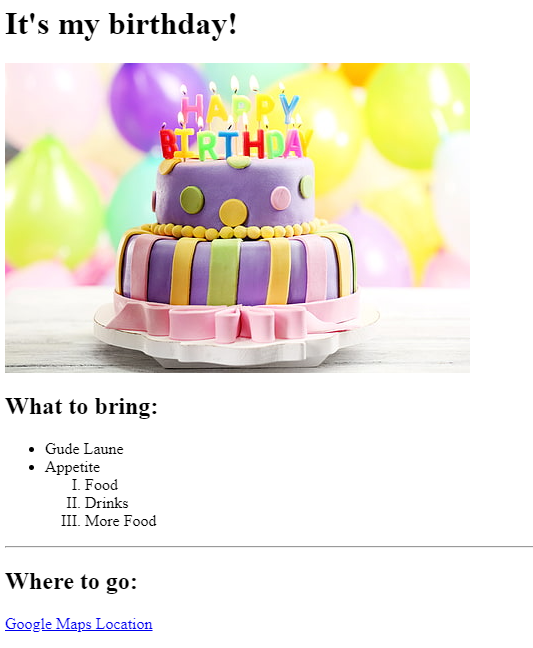 It's my birthday!
HAPPY
BIRTHDAY
What to bring:
• Gude Laune
• Appetite
I. Food
II. Drinks
III. More Food
Where to go:
Google Maps Location